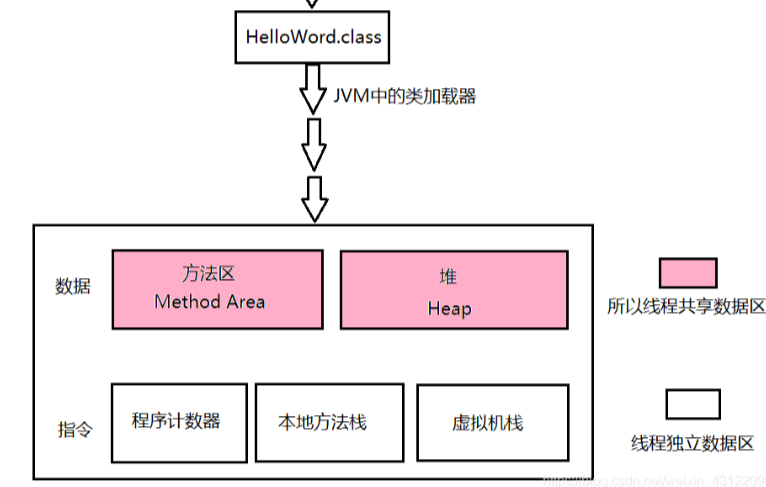 HelloWord.class
JVM中的类加载器
数据
方法区
Method Area
堆
Heap
所以线程共享数据区
指令
程序计数器
本地方法栈
虚拟机栈
线程独立数据区
https://blog.csdn.net/weixin_4312209